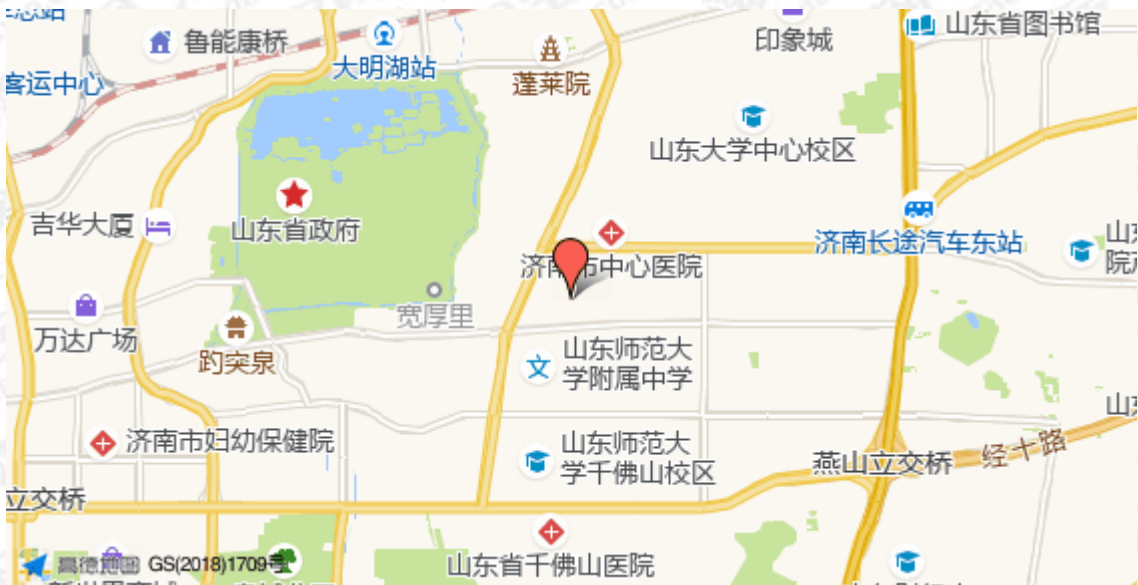 鲁能康桥
山东省图书馆
印象城
大明湖站
客运中心
蓬莱院
山东大学中心校区
吉华大厦
山东省政府
济南长途汽车东站
济南市中心医院
宽厚里
万达广场
趵突泉
山东师范大
学附属中学
济南市妇幼保健院
山东师范大
学千佛山校区
燕山立交桥
经十路
立交桥
高德地图 GS(2018)1709号
山东省千佛山医院